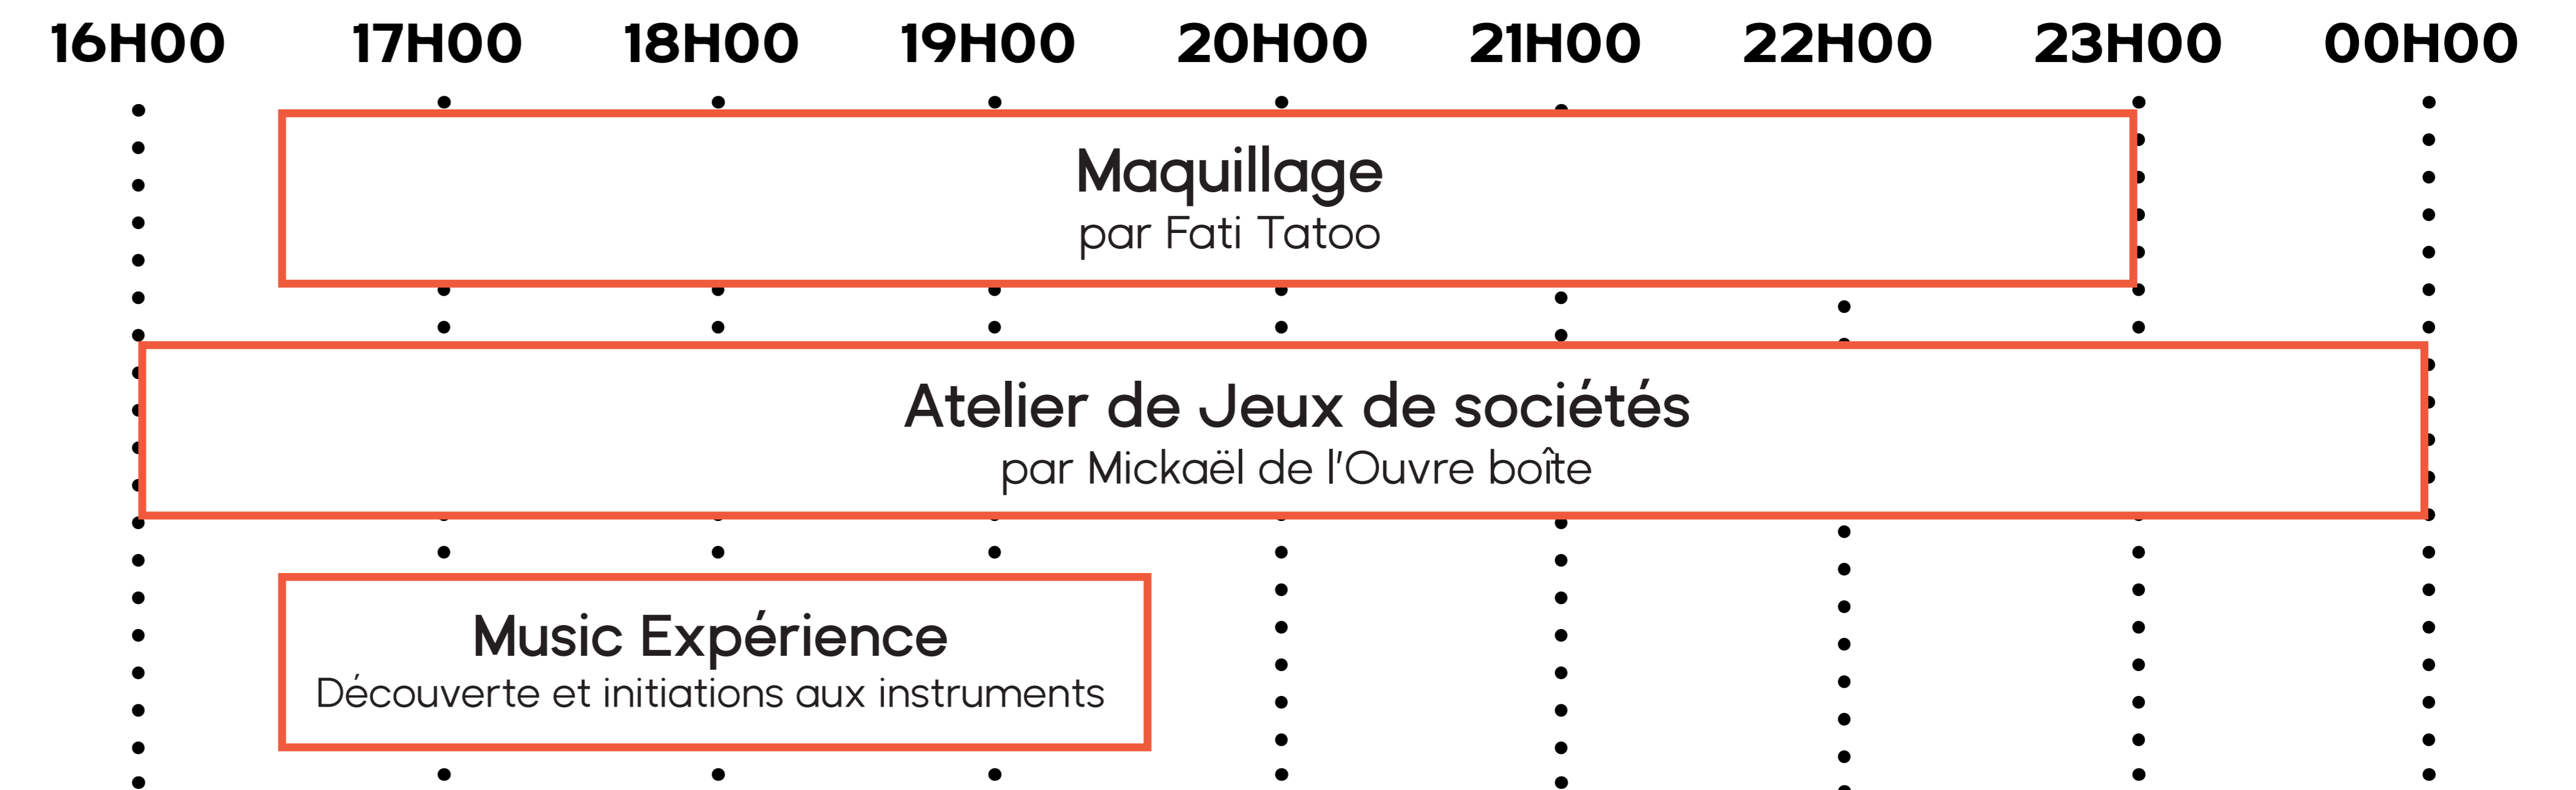 16H00 17H00 18H00 19H00 20H00 21H00 22H00 23H00 00H00
Maquillage
par Fati Tatoo
Atelier de Jeux de sociétés
par Mickaël de l'Ouvre boîte
Music Expérience
Découverte et initiations aux instruments